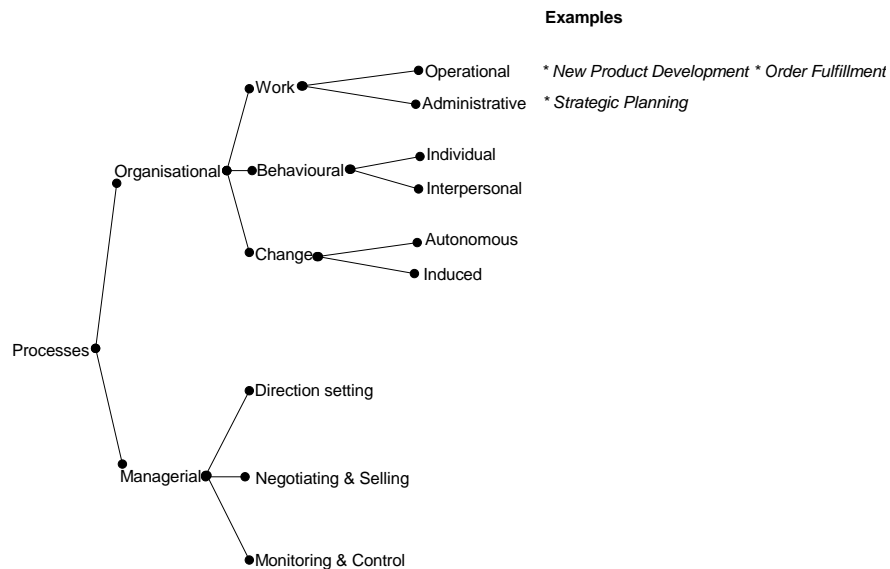 Examples
Operational * New Product Development * Order Fulfillment
Work
Administrative * Strategic Planning
Individual
Organisational Behavioural
Interpersonal
Autonomous
Change
Induced
Processes
Direction setting
Managerial Negotiating & Selling
Monitoring & Control